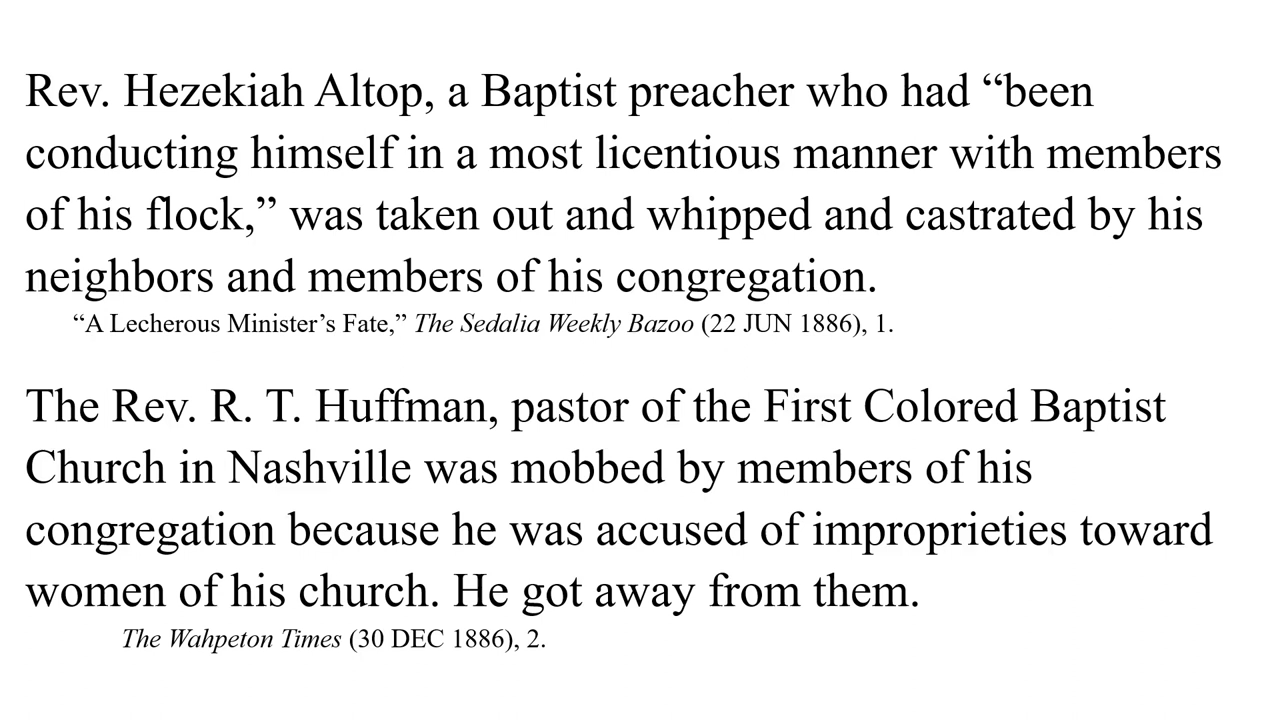 Rev. Hezekiah Altop, a Baptist preacher who had “been
conducting himself in a most licentious manner with members
of his flock,” was taken out and whipped and castrated by his
neighbors and members of his congregation.
“A Lecherous Minister’s Fate,” The Sedalia Weekly Bazoo (22 JUN 1886), 1.
The Rev. R. T. Huffman, pastor of the First Colored Baptist
Church in Nashville was mobbed by members of his
congregation because he was accused of improprieties toward
women of his church. He got away from them.
The Wahpeton Times (30 DEC 1886), 2.